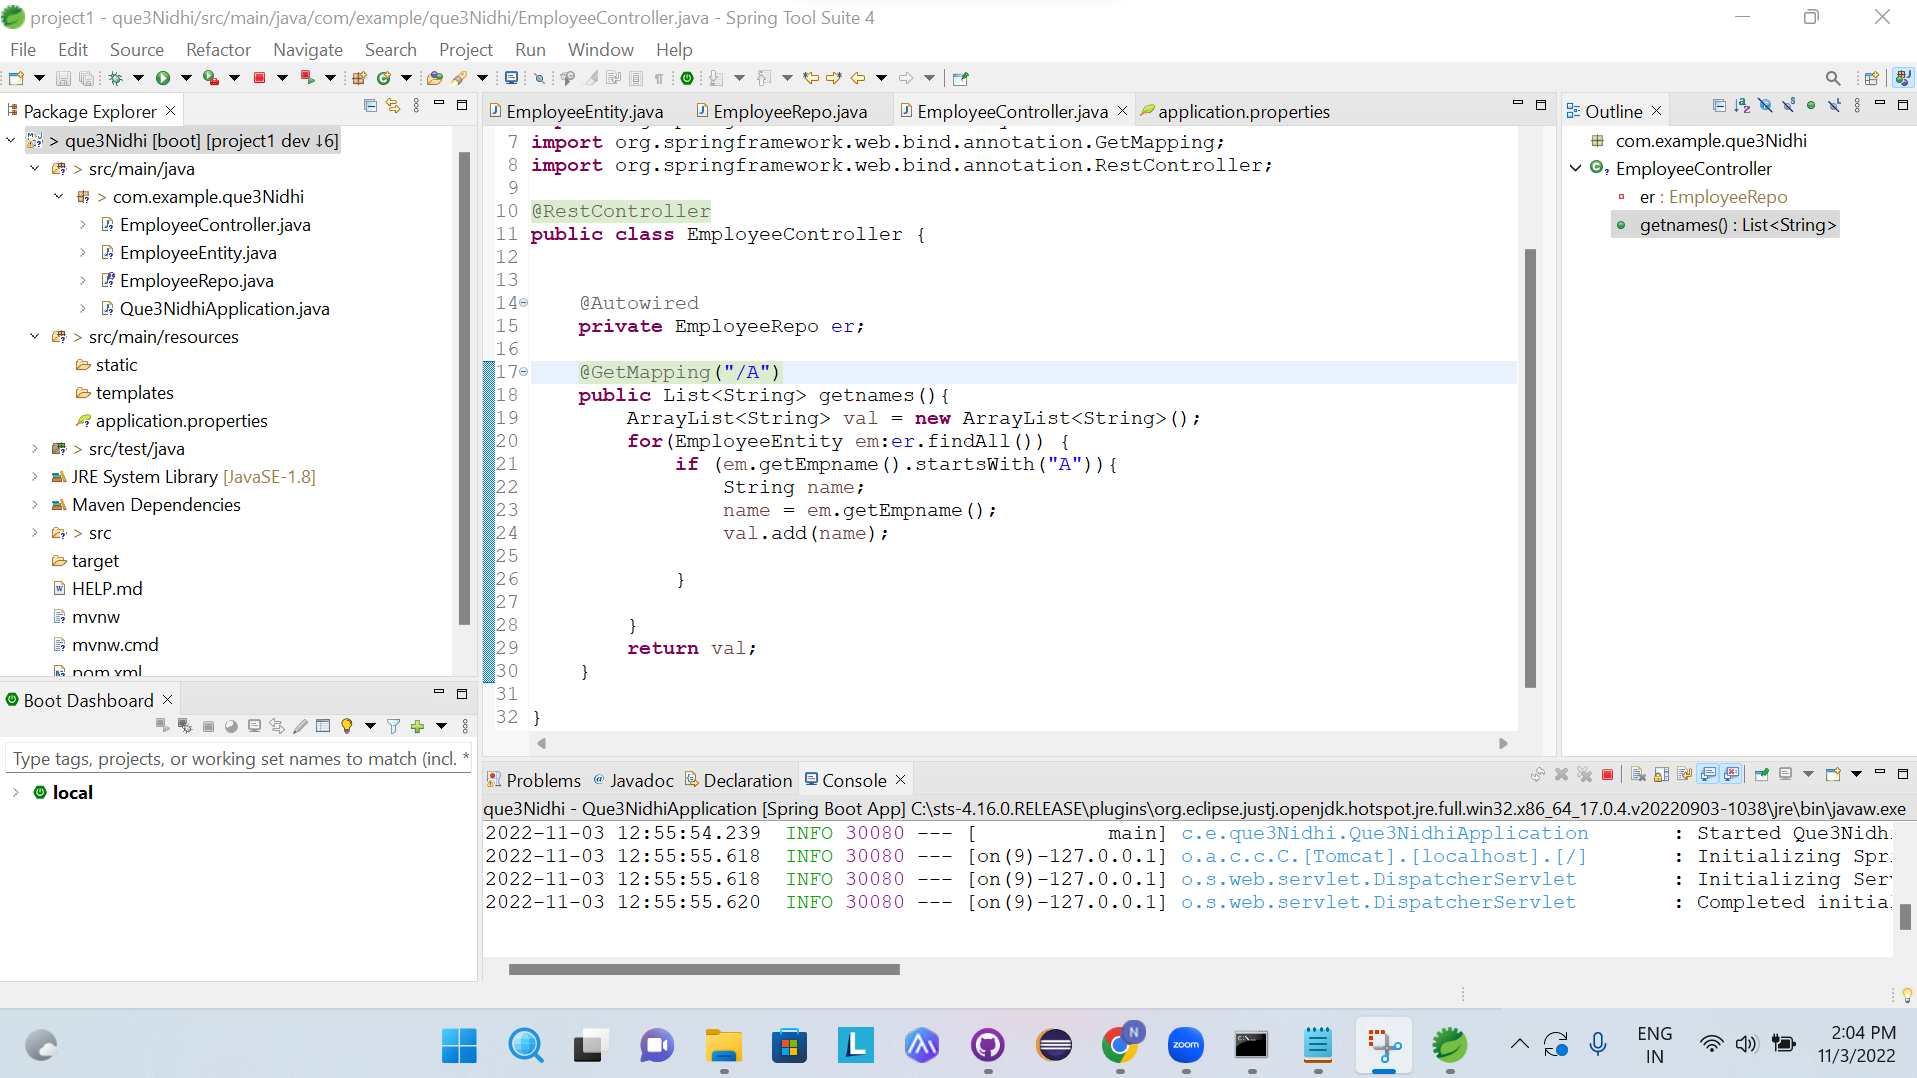 project1 - que3Nidhi/src/main/java/com/example/que3Nidhi/EmployeeController.java - Spring Tool Suite 4
File Edit Source Refactor Navigate Search Project Run Window Help
Package Explorer
> que3Nidhi [boot] [project1 dev ↓6]
> src/main/java
> com.example.que3Nidhi
EmployeeController.java
EmployeeEntity.java
EmployeeRepo.java
Que3NidhiApplication.java
> src/main/resources
static
templates
application.properties
> src/test/java
JRE System Library [JavaSE-1.8]
Maven Dependencies
> src
target
HELP.md
mvnw
mvnw.cmd
pom.xml
Boot Dashboard
Type tags, projects, or working set names to match (incl. *
local
EmployeeEntity.java EmployeeRepo.java EmployeeController.java application.properties
7 import org.springframework.web.bind.annotation.GetMapping;
8 import org.springframework.web.bind.annotation.RestController;
9
10 @RestController
11 public class EmployeeController {
12
13
14 @Autowired
15 private EmployeeRepo er;
16
17 @GetMapping("/A")
18 public List<String> getnames(){
19 ArrayList<String> val = new ArrayList<String>();
20 for(EmployeeEntity em:er.findAll()) {
21 if (em.getEmpname().startsWith("A")){
22 String name;
23 name = em.getEmpname();
24 val.add(name);
25
26 }
27
28 }
29 return val;
30 }
31
32 }
Outline
com.example.que3Nidhi
EmployeeController
er : EmployeeRepo
getnames() : List<String>
Problems @ Javadoc Declaration Console
que3Nidhi - Que3NidhiApplication [Spring Boot App] C:\sts-4.16.0.RELEASE\plugins\org.eclipse.justj.openjdk.hotspot.jre.full.win32.x86_64_17.0.4.v20220903-1038\jre\bin\javaw.exe
2022-11-03 12:55:54.239 INFO 30080 --- [ main] c.e.que3Nidhi.Que3NidhiApplication : Started Que3Nidh
2022-11-03 12:55:55.618 INFO 30080 --- [on(9)-127.0.0.1] o.a.c.c.C.[Tomcat].[localhost].[/] : Initializing Spr
2022-11-03 12:55:55.618 INFO 30080 --- [on(9)-127.0.0.1] o.s.web.servlet.DispatcherServlet : Initializing Ser
2022-11-03 12:55:55.620 INFO 30080 --- [on(9)-127.0.0.1] o.s.web.servlet.DispatcherServlet : Completed initia
L
N
zoom
ENG
IN
2:04 PM
11/3/2022